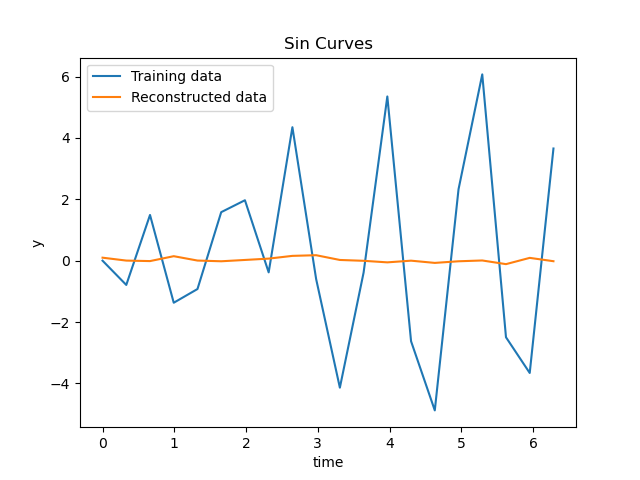 Sin Curves
Training data
Reconstructed data
y
6
4
2
0
−2
−4
0 1 2 3 4 5 6
time